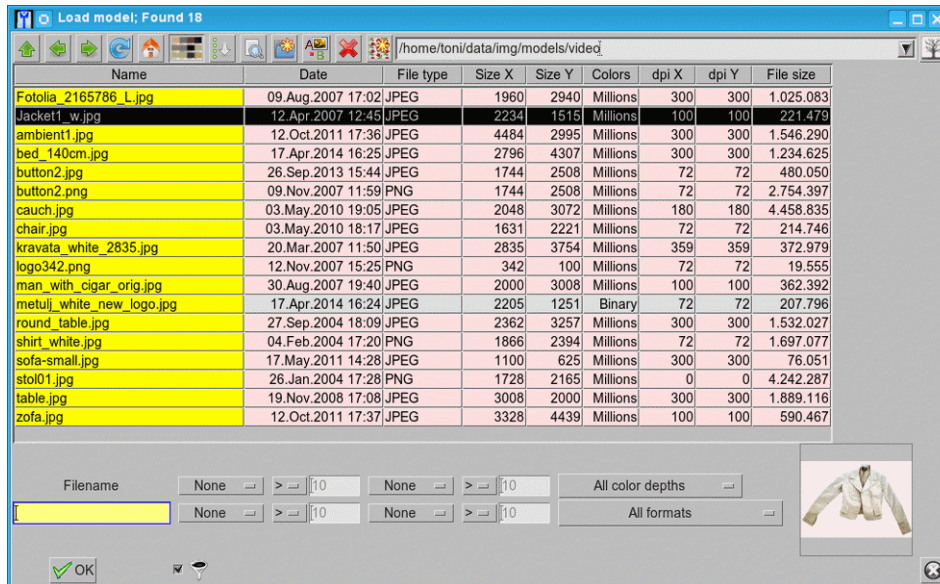 Load model; Found 18
/home/toni/data/img/models/video
Name Date File type Size X Size Y Colors dpi X dpi Y File size
Fotolia_2165786_L.jpg 09.Aug.2007 17:02 JPEG 1960 2940 Millions 300 300 1.025.083
Jacket1_w.jpg 12.Apr.2007 12:45 JPEG 2234 1515 Millions 100 100 221.479
ambient1.jpg 12.Oct.2011 17:36 JPEG 4484 2995 Millions 300 300 1.546.290
bed_140cm.jpg 17.Apr.2014 16:25 JPEG 2796 4307 Millions 300 300 1.234.625
button2.jpg 26.Sep.2013 15:44 JPEG 1744 2508 Millions 72 72 480.050
button2.png 09.Nov.2007 11:59 PNG 1744 2508 Millions 72 72 2.754.397
cauch.jpg 03.May.2010 19:05 JPEG 2048 3072 Millions 180 180 4.458.835
chair.jpg 03.May.2010 18:17 JPEG 1631 2221 Millions 72 72 214.746
kravata_white_2835.jpg 20.Mar.2007 11:50 JPEG 2835 3754 Millions 359 359 372.979
logo342.png 12.Nov.2007 15:25 PNG 342 100 Millions 72 72 19.555
man_with_cigar_orig.jpg 30.Aug.2007 19:40 JPEG 2000 3008 Millions 100 100 362.392
metulj_white_new_logo.jpg 17.Apr.2014 16:24 JPEG 2205 1251 Binary 72 72 207.796
round_table.jpg 27.Sep.2004 18:09 JPEG 2362 3257 Millions 300 300 1.532.027
shirt_white.jpg 04.Feb.2004 17:20 PNG 1866 2394 Millions 72 72 1.697.077
sofa-small.jpg 17.May.2011 14:28 JPEG 1100 625 Millions 300 300 76.051
stol01.jpg 26.Jan.2004 17:28 PNG 1728 2165 Millions 0 0 4.242.287
table.jpg 19.Nov.2008 17:08 JPEG 3008 2000 Millions 300 300 1.889.116
zofa.jpg 12.Oct.2011 17:37 JPEG 3328 4439 Millions 100 100 590.467
Filename None > 10 None > 10 All color depths
None > 10 None > 10 All formats
OK